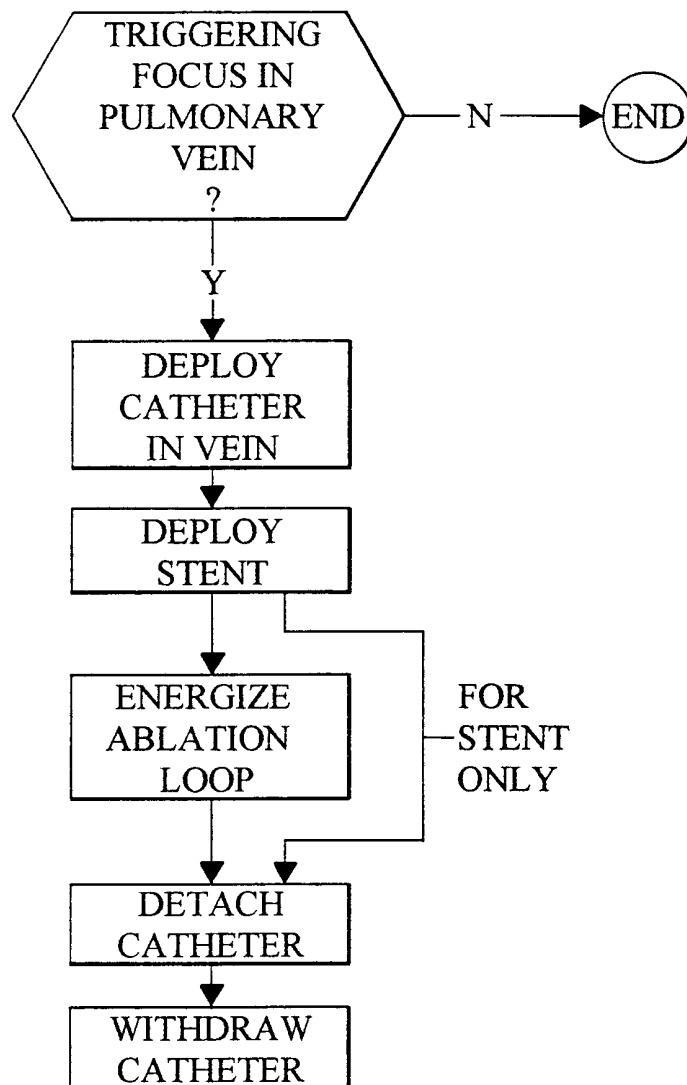 TRIGGERING
FOCUS IN
PULMONARY
VEIN
?
N
END
Y
DEPLOY
CATHETER
IN VEIN
DEPLOY
STENT
ENERGIZE
ABLATION
LOOP
FOR
STENT
ONLY
DETACH
CATHETER
WITHDRAW
CATHETER